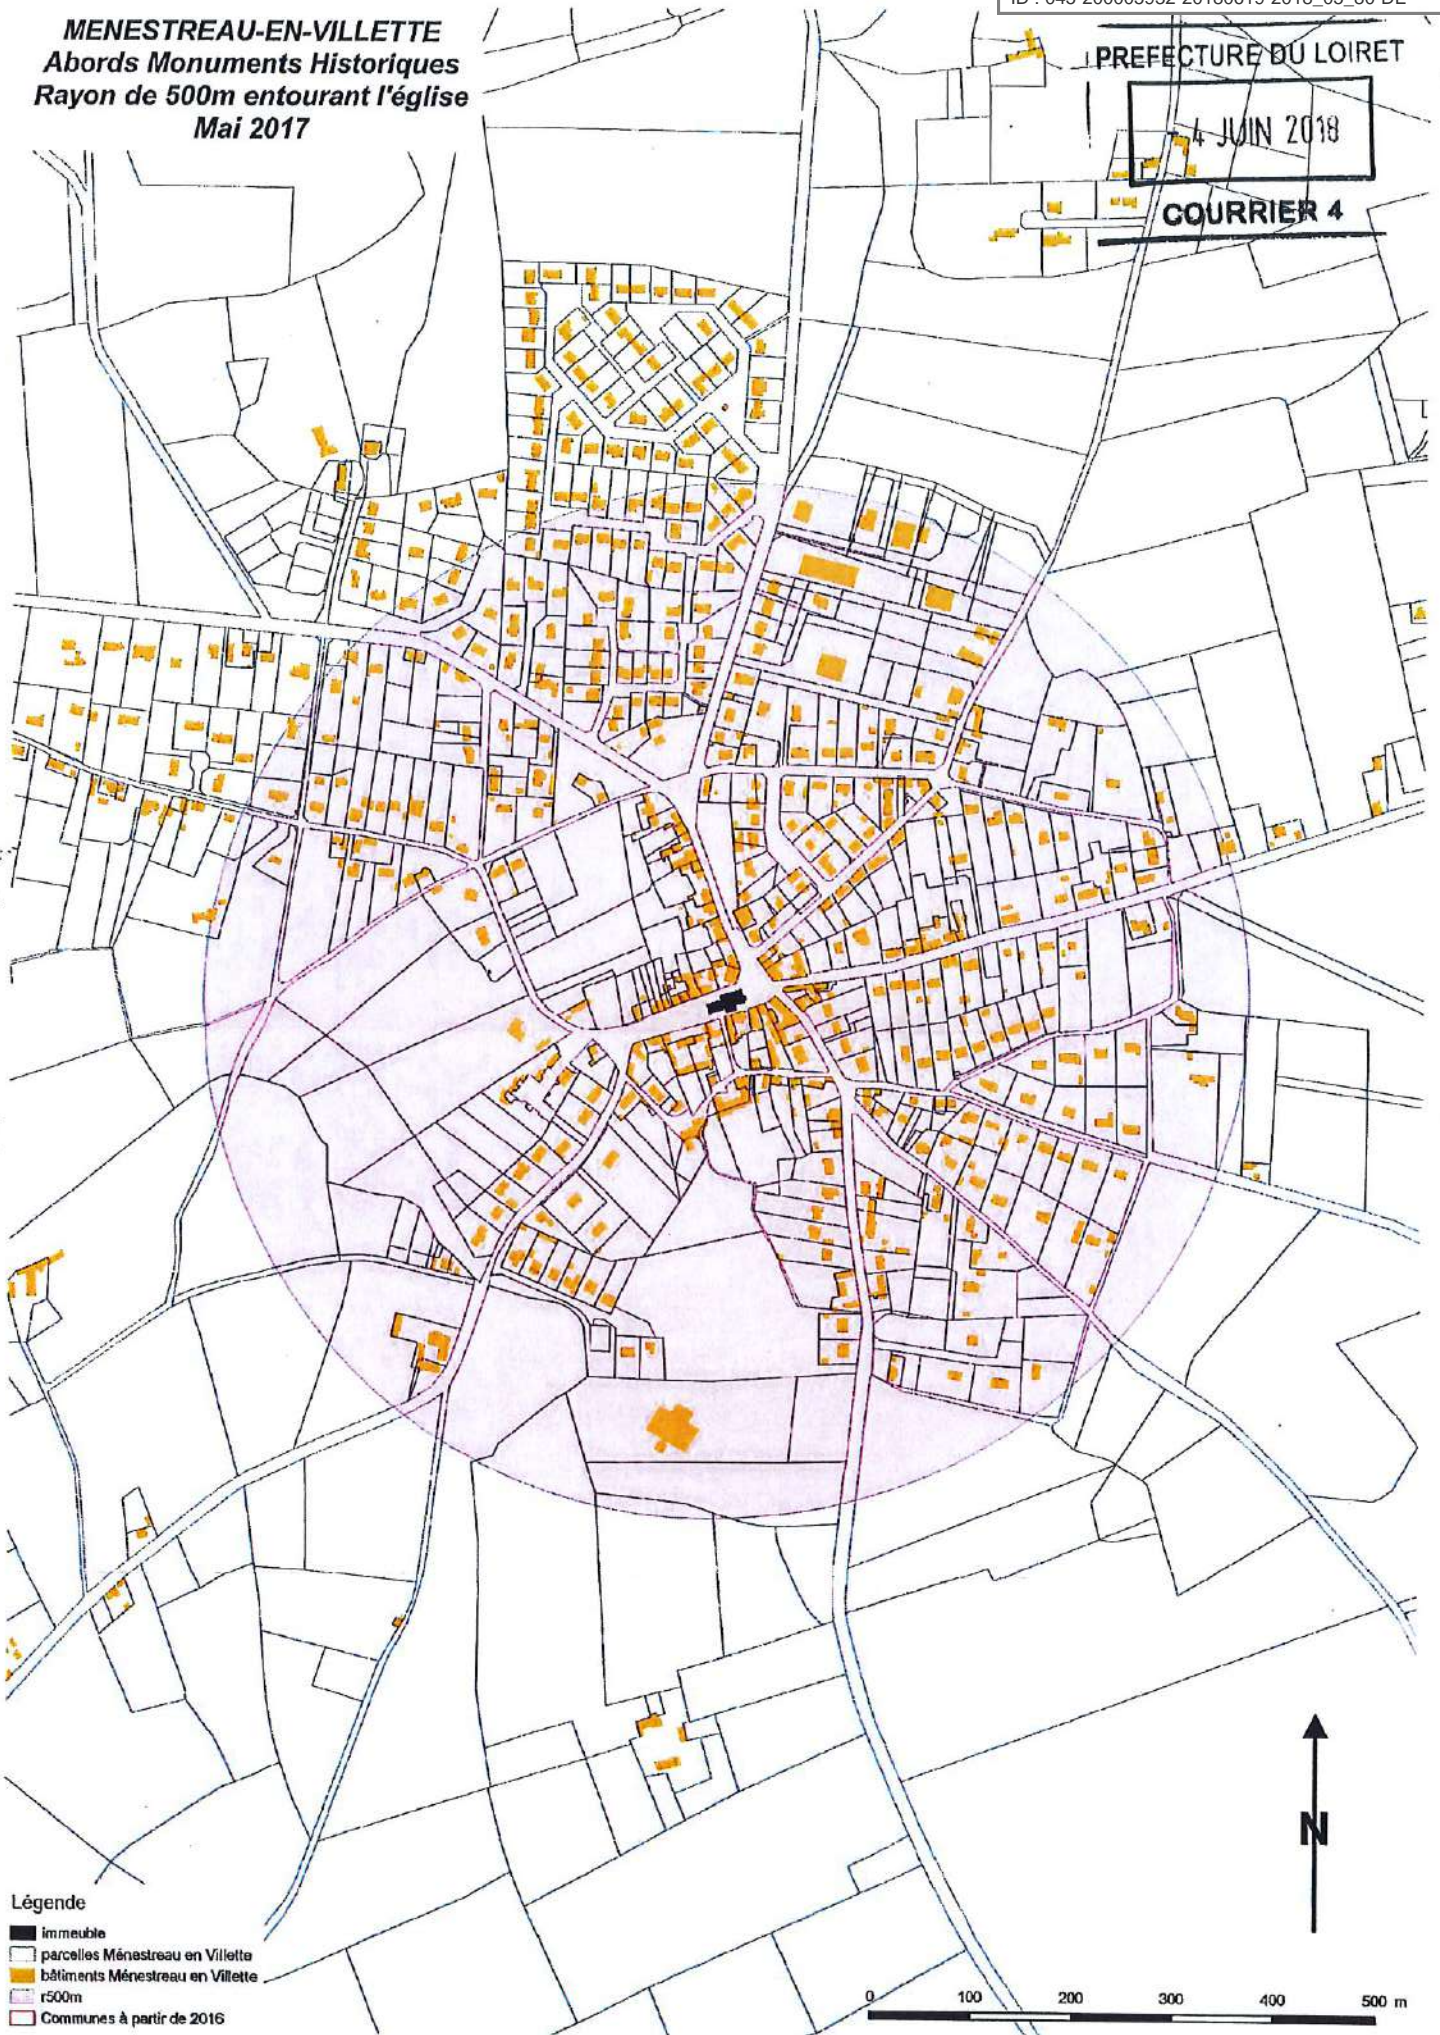 MENESTREAU-EN-VILLETTE
Abords Monuments Historiques
Rayon de 500m entourant l'église
Mai 2017
PREFECTURE DU LOIRET
4 JUIN 2018
COURRIER 4
N
Légende
immeuble
parcelles Ménestreau en Villette
bâtiments Ménestreau en Villette
r500m
Communes à partir de 2016
0 100 200 300 400 500 m